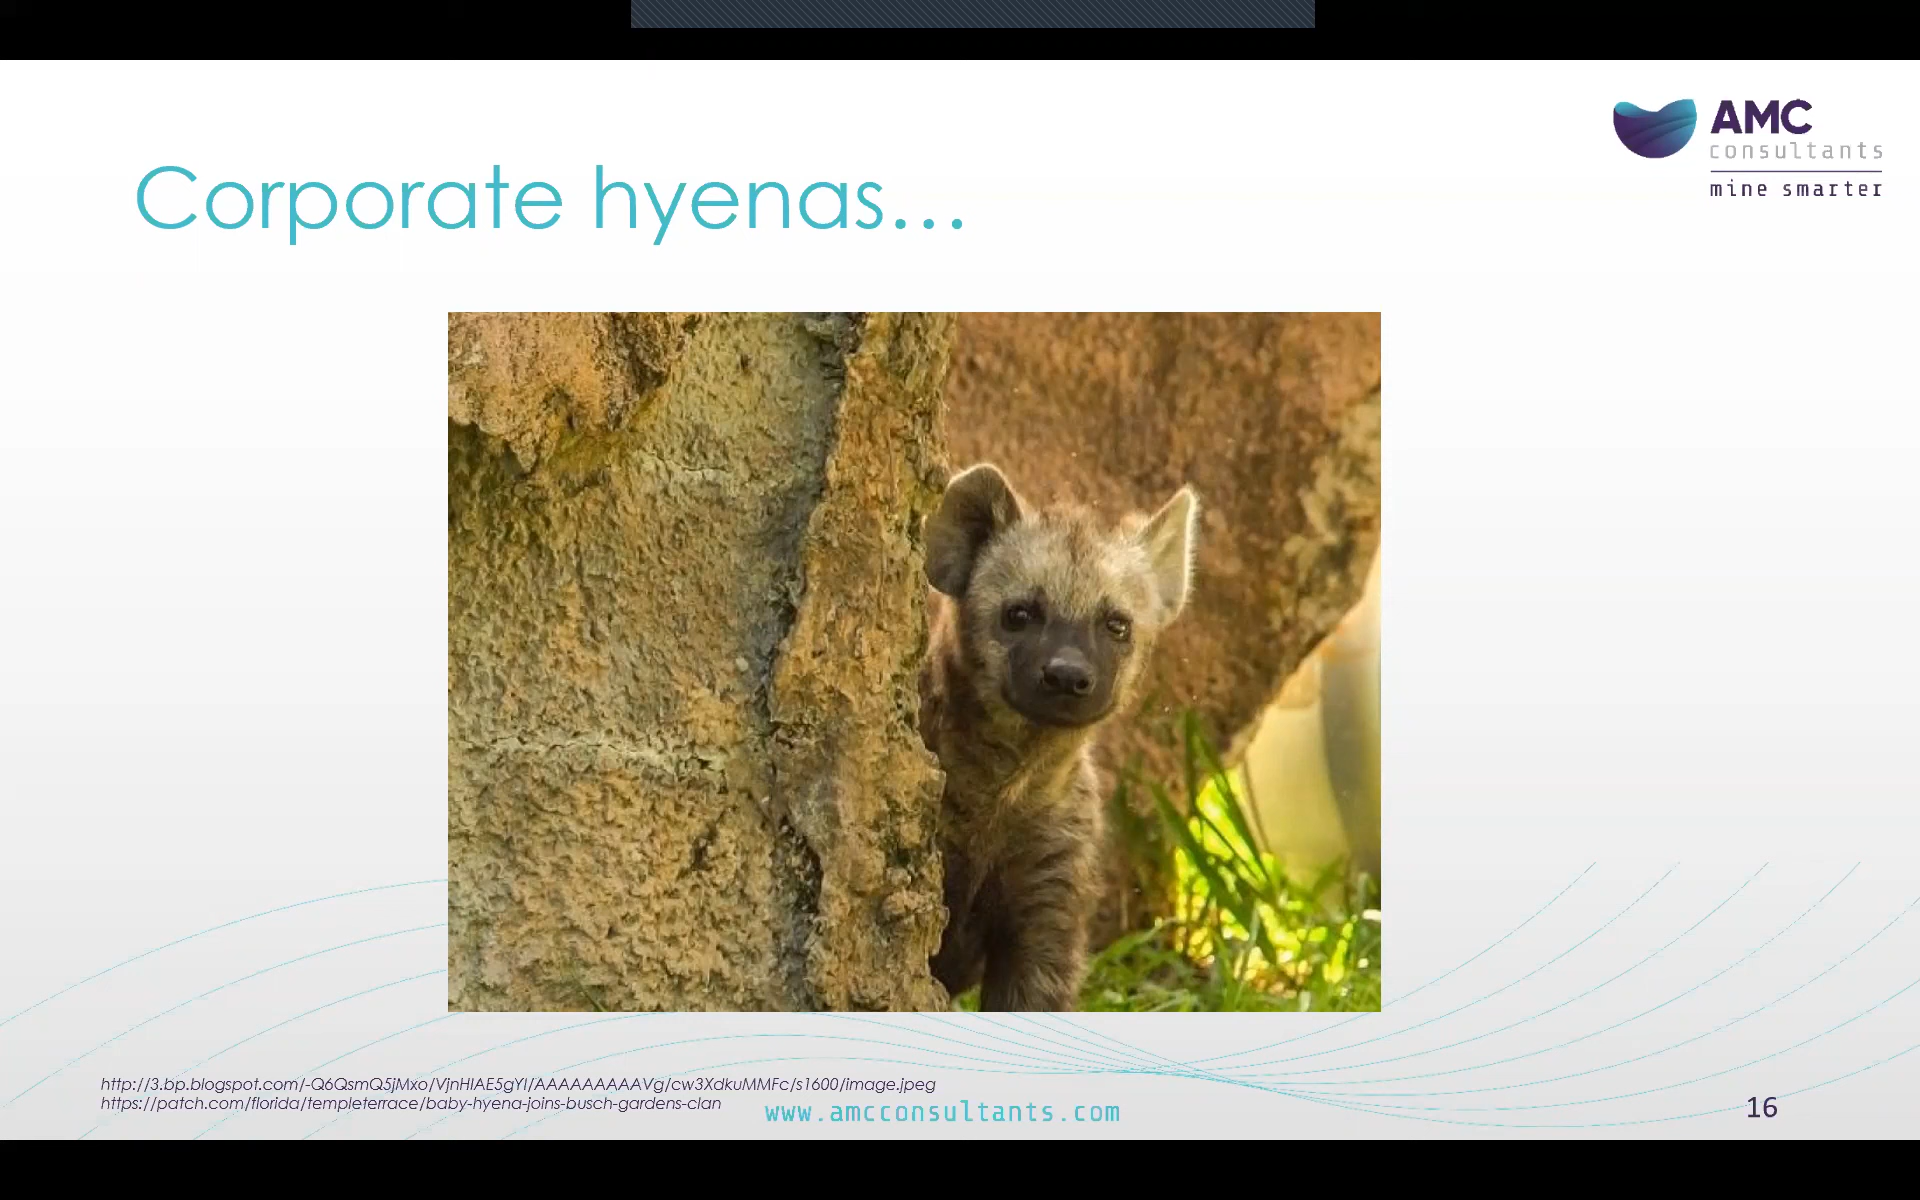 AMC
consultants
mine smarter
Corporate hyenas...
http://3.bp.blogspot.com/-Q6QsmQ5jMxo/VjnHIAE5gYI/AAAAAAAAAVg/cw3XdkuMMFc/s1600/image.jpeg
https://patch.com/florida/templeterrace/baby-hyena-joins-busch-gardens-clan
www.amcconsultants.com
16